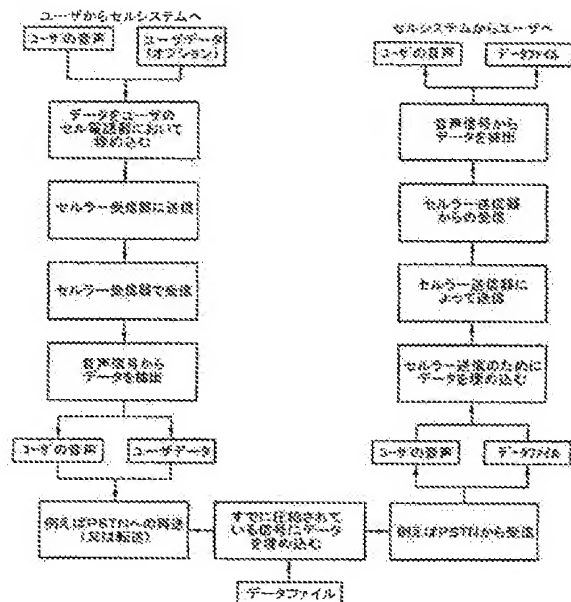 ユーザからセルシステムへ
ユーザの音声
ユーザデータ
(オプション)
データをユーザの
セル電話器において
埋め込む
セルラー受信器に送信
セルラー受信器で受信
音声信号から
データを抽出
ユーザの音声
ユーザデータ
例えばPSTNへの発送
(又は転送)
すでに圧縮されて
いる信号にデータ
を埋め込む
データファイル
セルシステムからユーザへ
ユーザの音声
データファイル
音声信号から
データを抽出
セルラー送信器
からの受信
セルラー送信器に
よって送信
セルラー送信のために
データを埋め込む
ユーザの音声
データファイル
例えばPSTNから受信